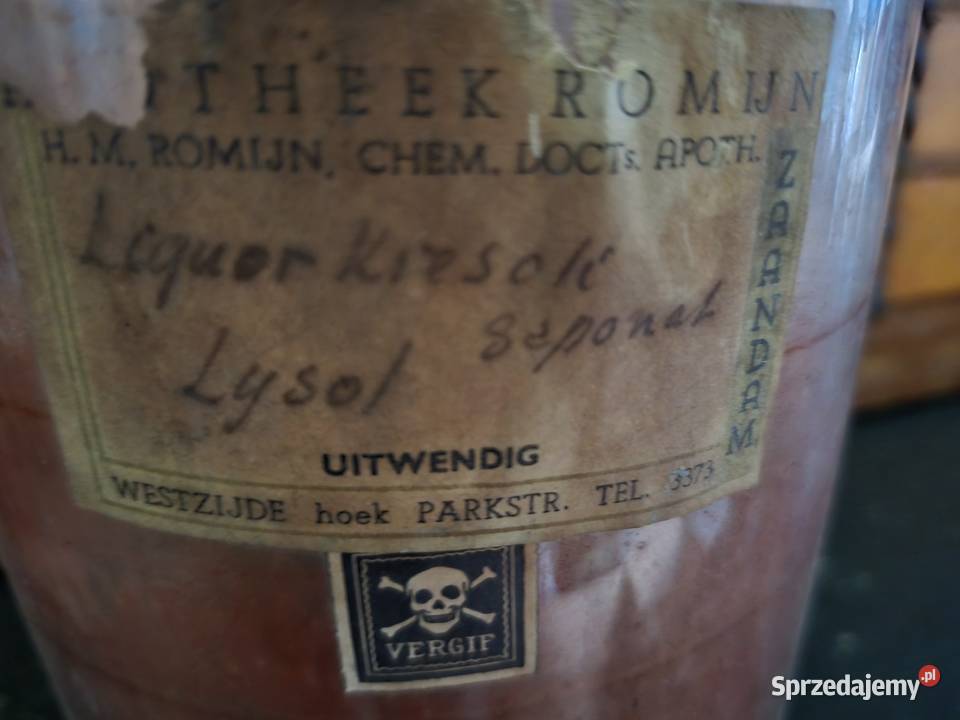 ROMIJN
H. M. ROMIJN, CHEM. DOCTs. APOTH.
ZAANDAM.
Liquor Kresoli
Saponat
Lysol
UITWENDIG
WESTZIJDE hoek PARKSTR. TEL. 3373
VERGIF
Sprzedajemy.pl